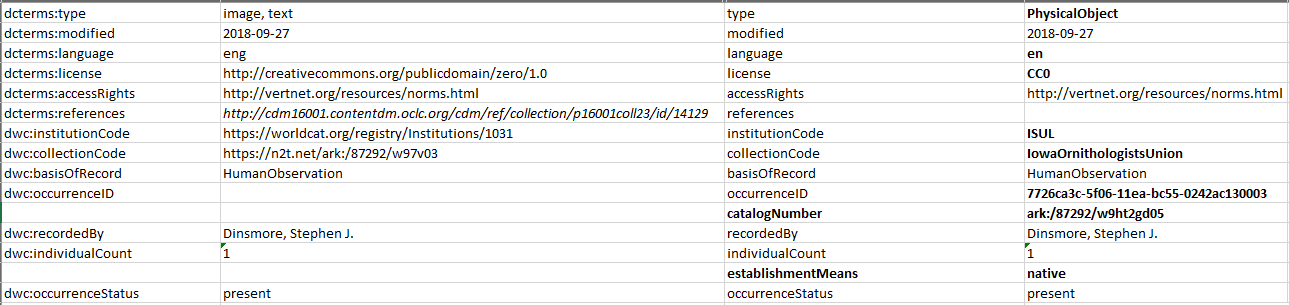 dcterms:type image, text type PhysicalObject
dcterms:modified 2018-09-27 modified 2018-09-27
dcterms:language eng language en
dcterms:license http://creativecommons.org/publicdomain/zero/1.0 license CC0
dcterms:accessRights http://vertnet.org/resources/norms.html accessRights http://vertnet.org/resources/norms.html
dcterms:references http://cdm16001.contentdm.oclc.org/cdm/ref/collection/p16001coll23/id/14129 references
dwc:institutionCode https://worldcat.org/registry/Institutions/1031 institutionCode ISUL
dwc:collectionCode https://n2t.net/ark:/87292/w97v03 collectionCode IowaOrnithologistsUnion
dwc:basisOfRecord HumanObservation basisOfRecord HumanObservation
dwc:occurrenceID occurrenceID 7726ca3c-5f06-11ea-bc55-0242ac130003
catalogNumber ark:/87292/w9ht2gd05
dwc:recordedBy Dinsmore, Stephen J. recordedBy Dinsmore, Stephen J.
dwc:individualCount 1 individualCount 1
establishmentMeans native
dwc:occurrenceStatus present occurrenceStatus present